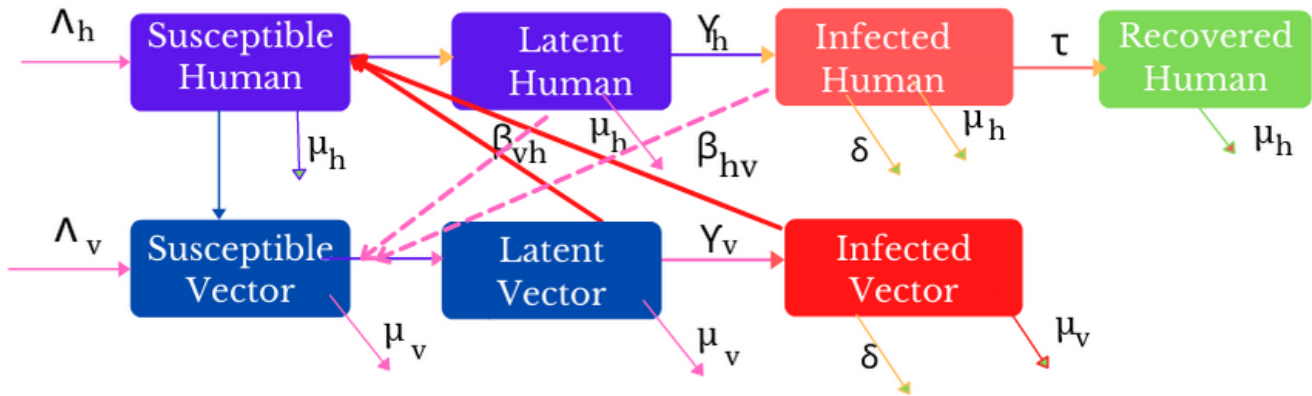 Λh
Susceptible
Human
Latent
Human
ϒh
Infected
Human
τ
Recovered
Human
μh
βvh
μh
βhv
δ
μh
μh
Λv
Susceptible
Vector
Latent
Vector
ϒv
Infected
Vector
μv
μv
δ
μv